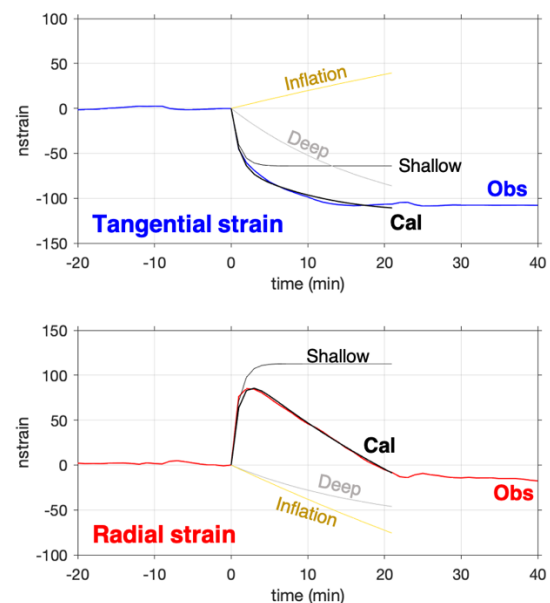 100
50
Inflation
0
nstrain
Deep
-50
Shallow
-100
Obs
Tangential strain
Cal
-150
-20
-10
0
10
20
30
40
time (min)
150
Shallow
100
50
nstrain
Cal
0
Deep
Obs
-50
Inflation
Radial strain
-100
-20
-10
0
10
20
30
40
time (min)